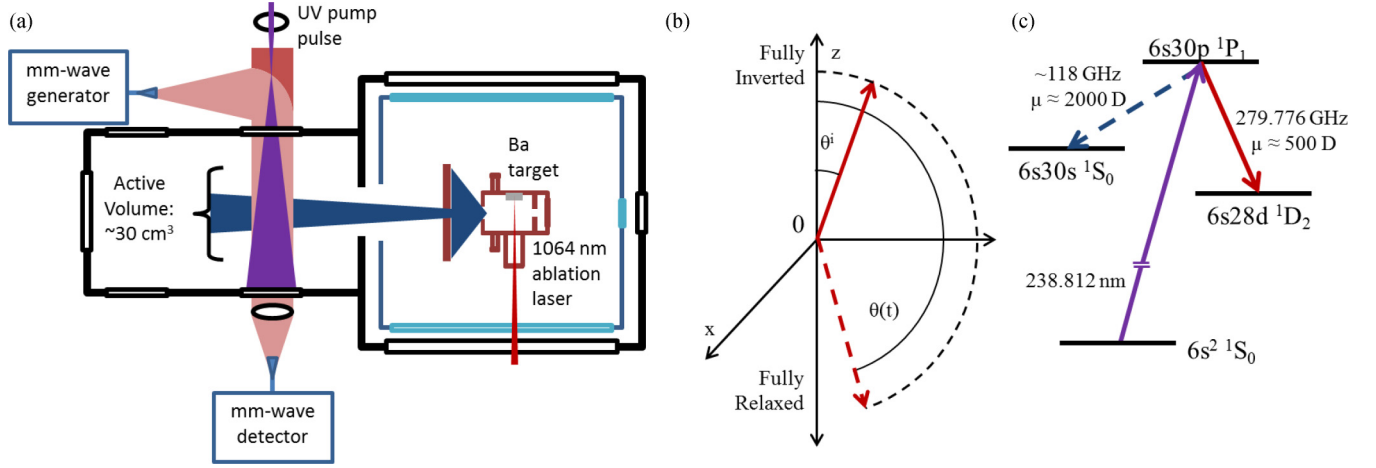 (a)
UV pump
pulse
mm-wave
generator
Active
Volume:
~30 cm³
Ba
target
1064 nm
ablation
laser
mm-wave
detector
(b)
Fully
Inverted
z
θⁱ
0
θ(t)
x
Fully
Relaxed
(c)
6s30p ¹P₁
~118 GHz
μ ≈ 2000 D
279.776 GHz
μ ≈ 500 D
6s30s ¹S₀
6s28d ¹D₂
238.812 nm
6s² ¹S₀